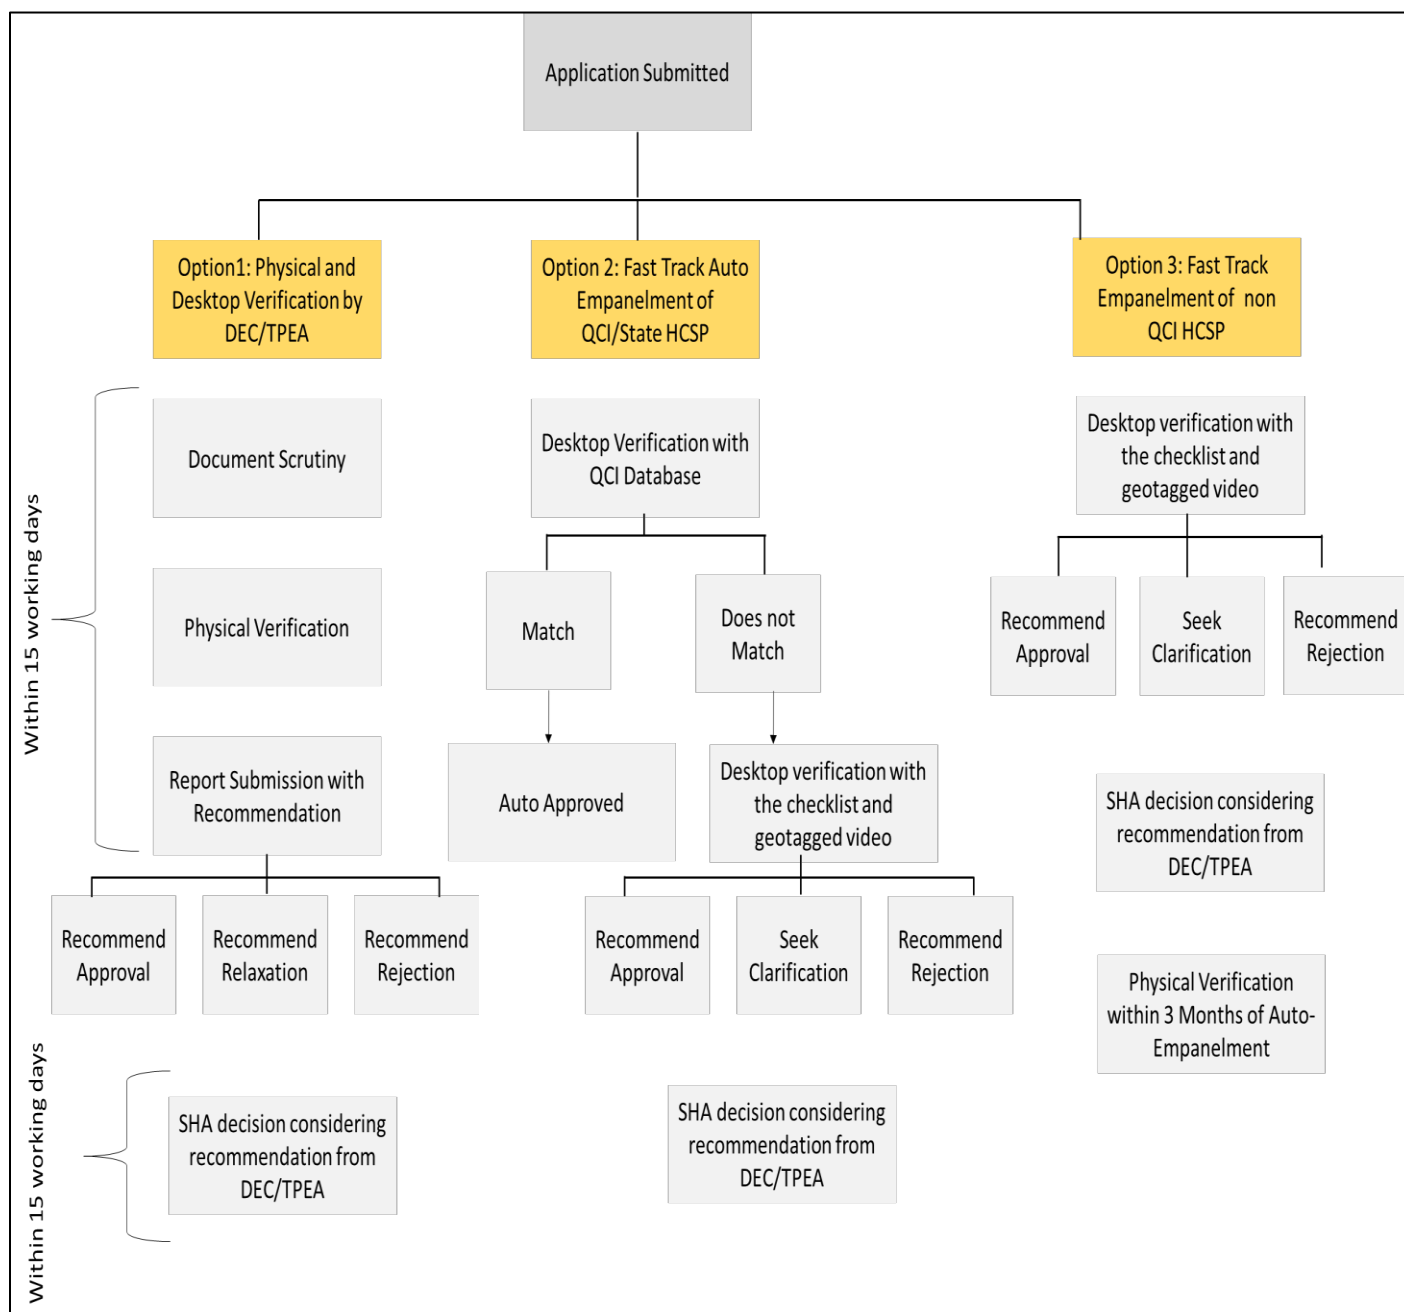 Application Submitted
Option1: Physical and
Desktop Verification by
DEC/TPEA
Option 2: Fast Track Auto
Empanelment of
QCI/State HCSP
Option 3: Fast Track
Empanelment of non
QCI HCSP
Within 15 working days
Document Scrutiny
Physical Verification
Report Submission with
Recommendation
Recommend
Approval
Recommend
Relaxation
Recommend
Rejection
Within 15 working days
SHA decision considering
recommendation from
DEC/TPEA
Desktop Verification with
QCI Database
Match
Does not
Match
Auto Approved
Desktop verification with
the checklist and
geotagged video
Recommend
Approval
Seek
Clarification
Recommend
Rejection
SHA decision considering
recommendation from
DEC/TPEA
Desktop verification with
the checklist and
geotagged video
Recommend
Approval
Seek
Clarification
Recommend
Rejection
SHA decision considering
recommendation from
DEC/TPEA
Physical Verification
within 3 Months of Auto-
Empanelment